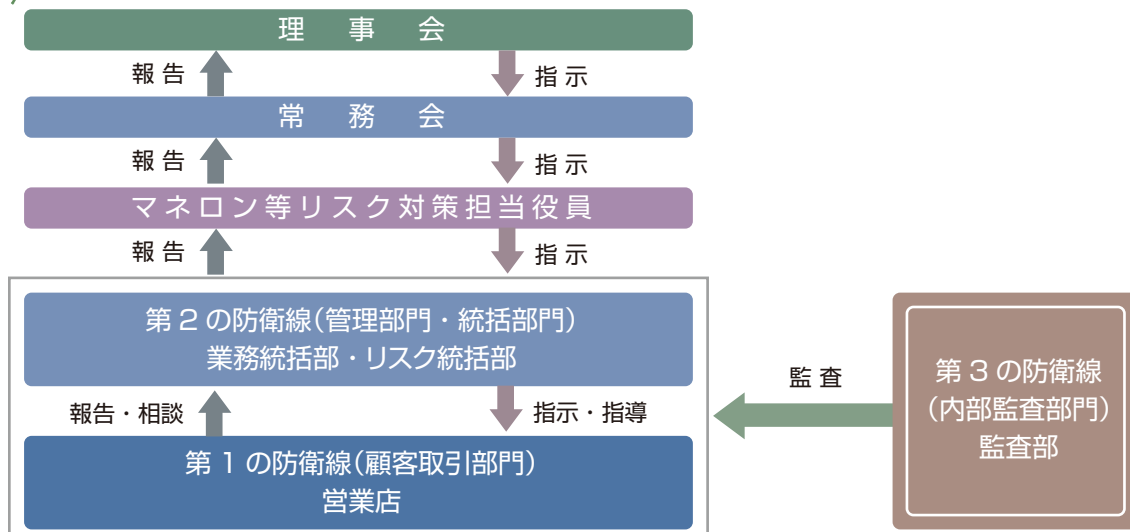 理事会
報告
指示
常務会
報告
指示
マネロン等リスク対策担当役員
報告
指示
第2の防衛線(管理部門・統括部門)
業務統括部・リスク統括部
報告・相談
指示・指導
第1の防衛線(顧客取引部門)
営業店
監査
第3の防衛線
(内部監査部門)
監査部